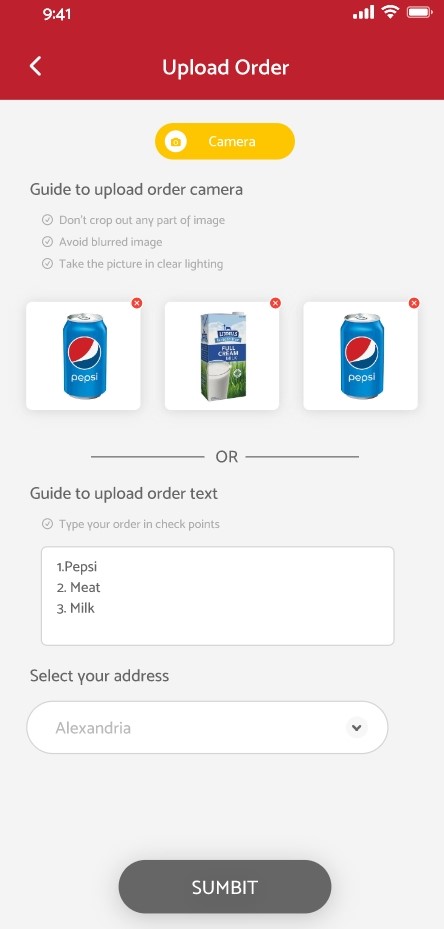 9:41
Upload Order
Camera
Guide to upload order camera
Don't crop out any part of image
Avoid blurred image
Take the picture in clear lighting
pepsi
FULL
CREAM
MILK
pepsi
OR
Guide to upload order text
Type your order in check points
1.Pepsi
2. Meat
3. Milk
Select your address
Alexandria
SUMBIT